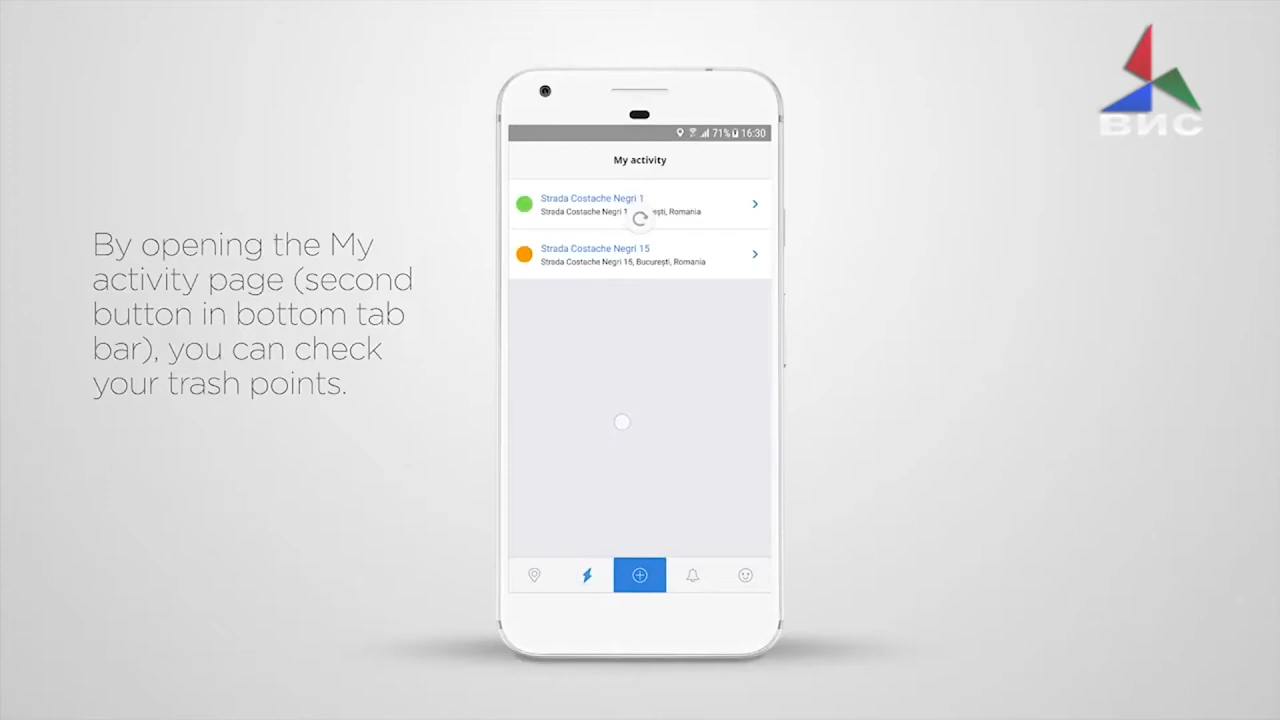 ВИС
71% 16:30
My activity
Strada Costache Negri 1
Strada Costache Negri 1, România
Strada Costache Negri 15
Strada Costache Negri 15, București, Romania
By opening the My
activity page (second
button in bottom tab
bar), you can check
your trash points.